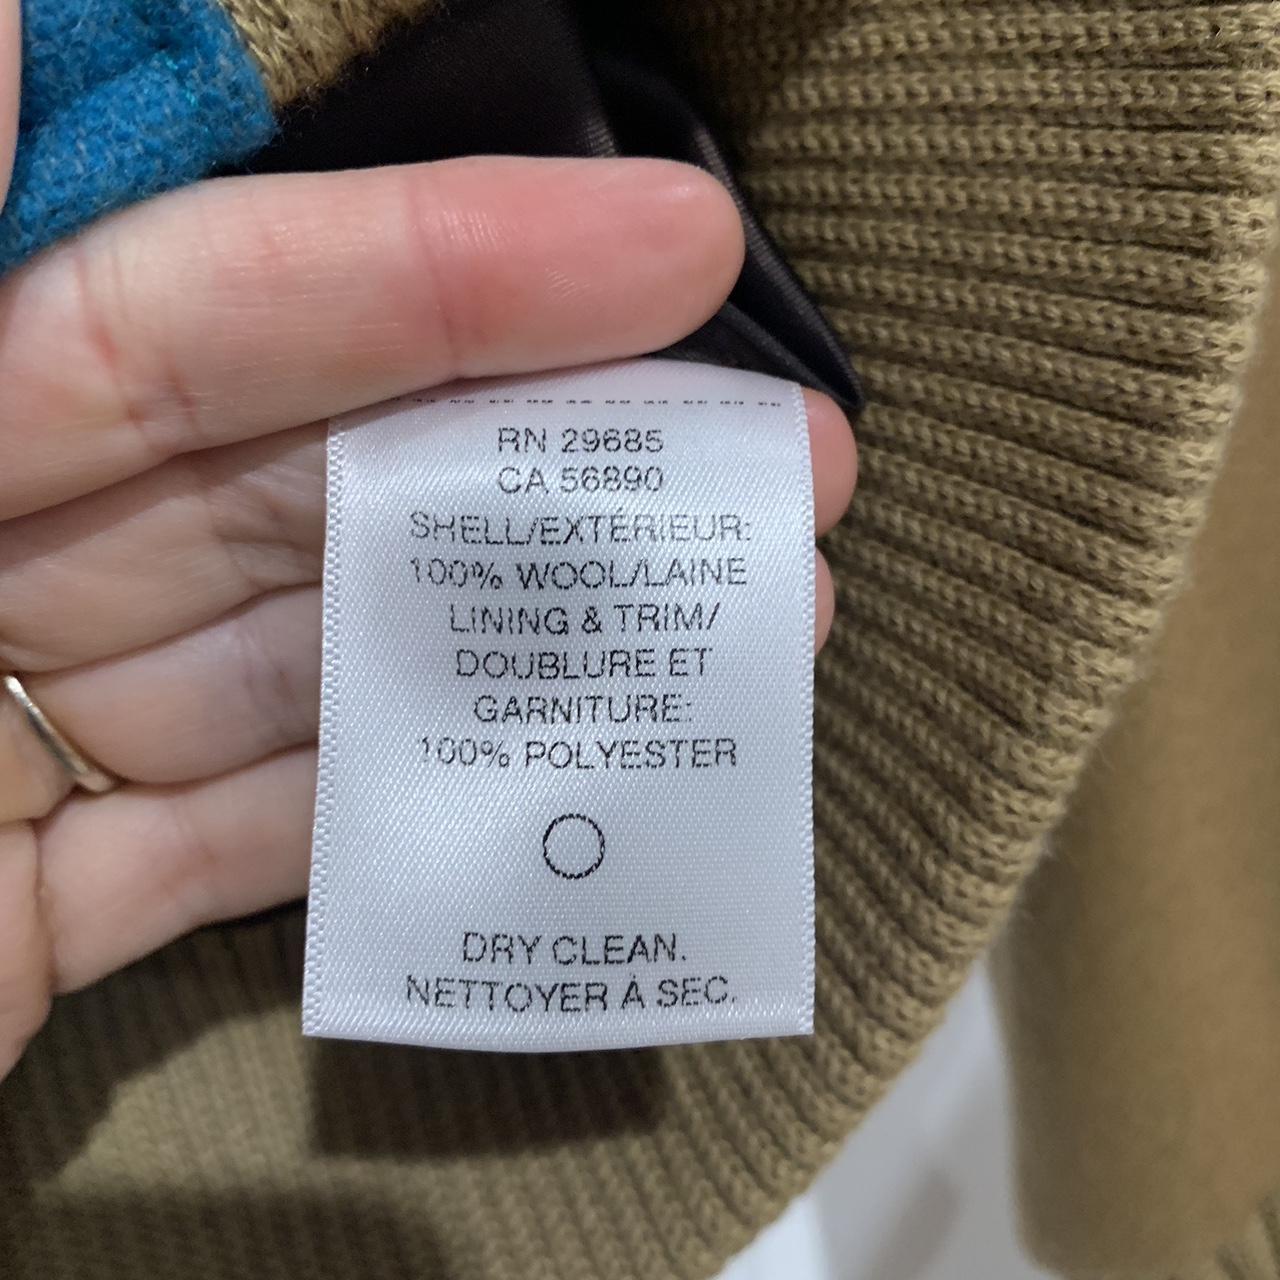 RN 29685
CA 56890
SHELL/EXTÉRIEUR:
100% WOOL/LAINE
LINING & TRIM/
DOUBLURE ET
GARNITURE:
100% POLYESTER
DRY CLEAN.
NETTOYER À SEC.